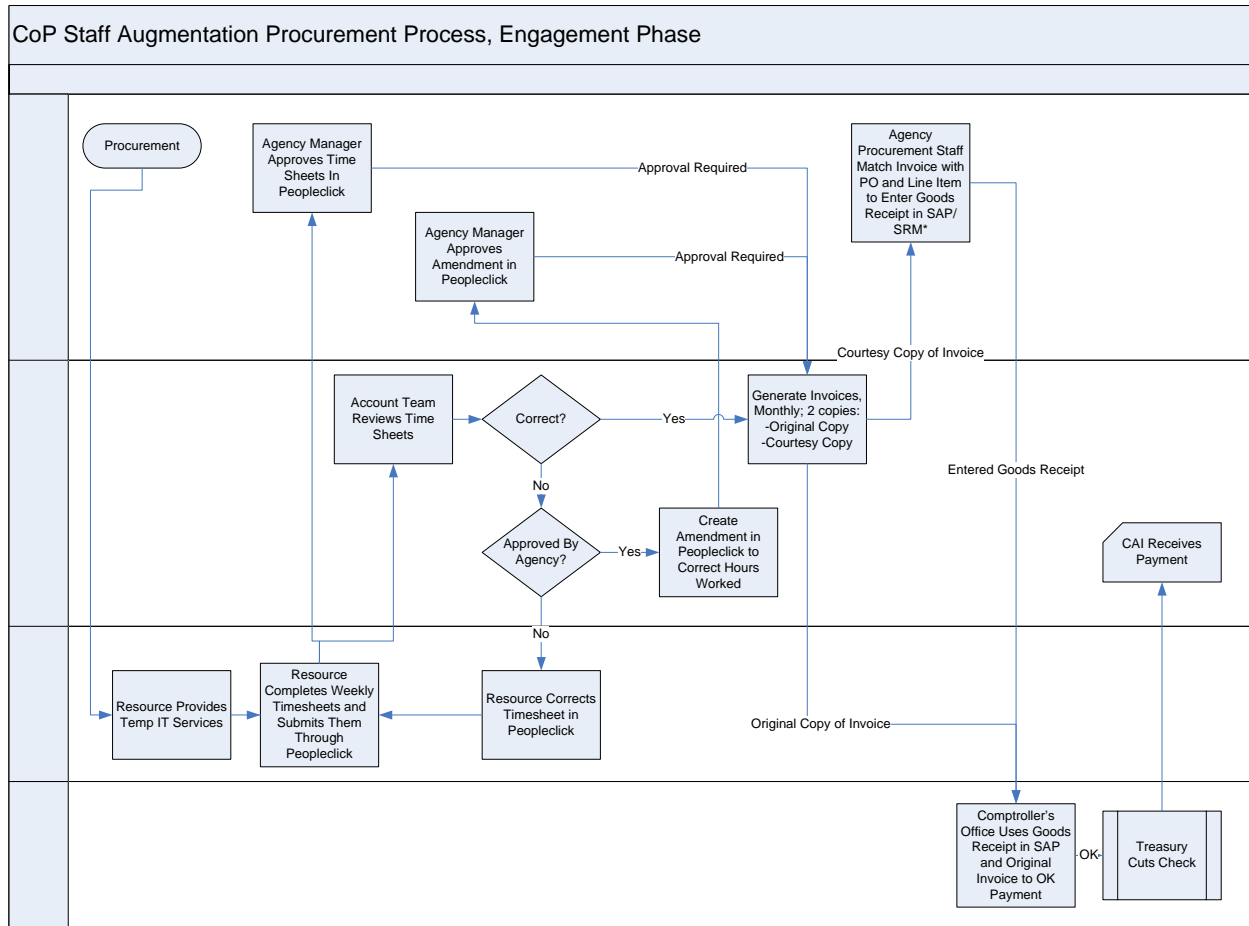 CoP Staff Augmentation Procurement Process, Engagement Phase
Procurement
Agency Manager
Approves Time
Sheets In
Peopleclick
Approval Required
Agency
Procurement Staff
Match Invoice with
PO and Line Item
to Enter Goods
Receipt in SAP/
SRM*
Agency Manager
Approves
Amendment in
Peopleclick
Approval Required
Courtesy Copy of Invoice
Account Team
Reviews Time
Sheets
Correct?
Yes
Generate Invoices,
Monthly; 2 copies:
-Original Copy
-Courtesy Copy
No
Entered Goods Receipt
Approved By
Agency?
Yes
Create
Amendment in
Peopleclick to
Correct Hours
Worked
CAI Receives
Payment
No
Resource Provides
Temp IT Services
Resource
Completes Weekly
Timesheets and
Submits Them
Through
Peopleclick
Resource Corrects
Timesheet in
Peopleclick
Original Copy of Invoice
Comptroller's
Office Uses Goods
Receipt in SAP
and Original
Invoice to OK
Payment
OK
Treasury
Cuts Check